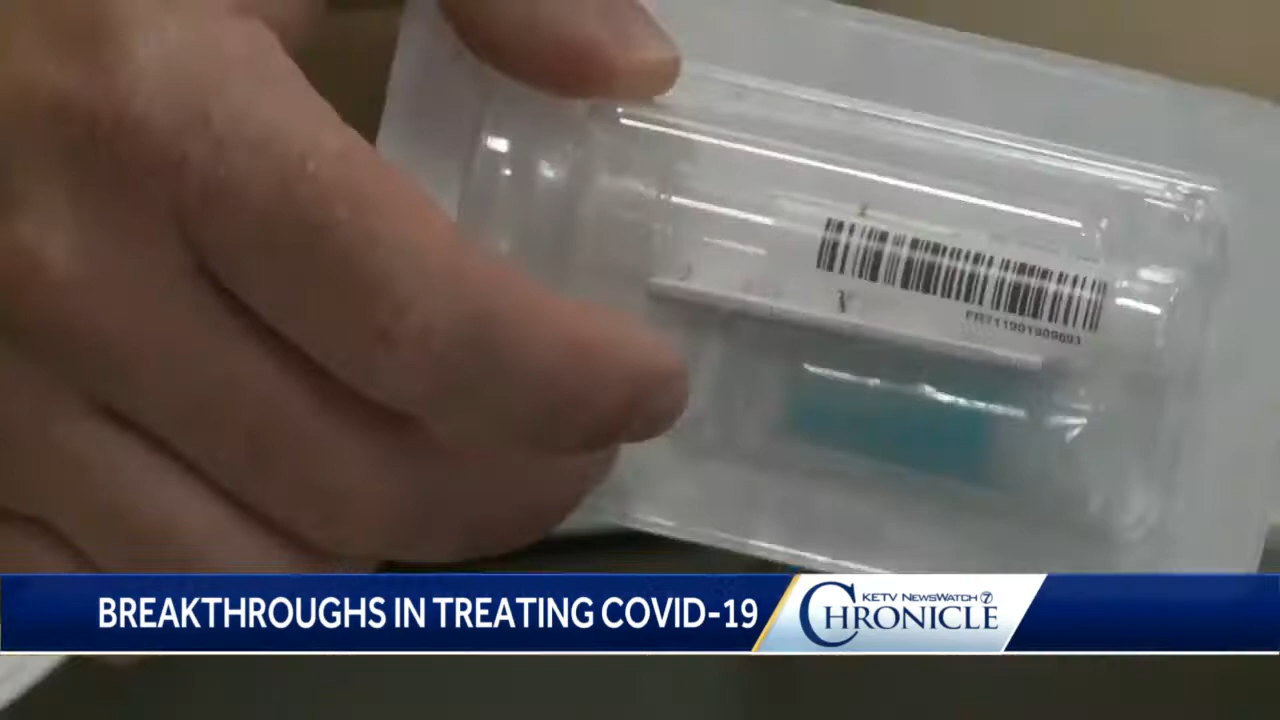 BREAKTHROUGHS IN TREATING COVID-19
KETV NEWSWATCH 7
CHRONICLE